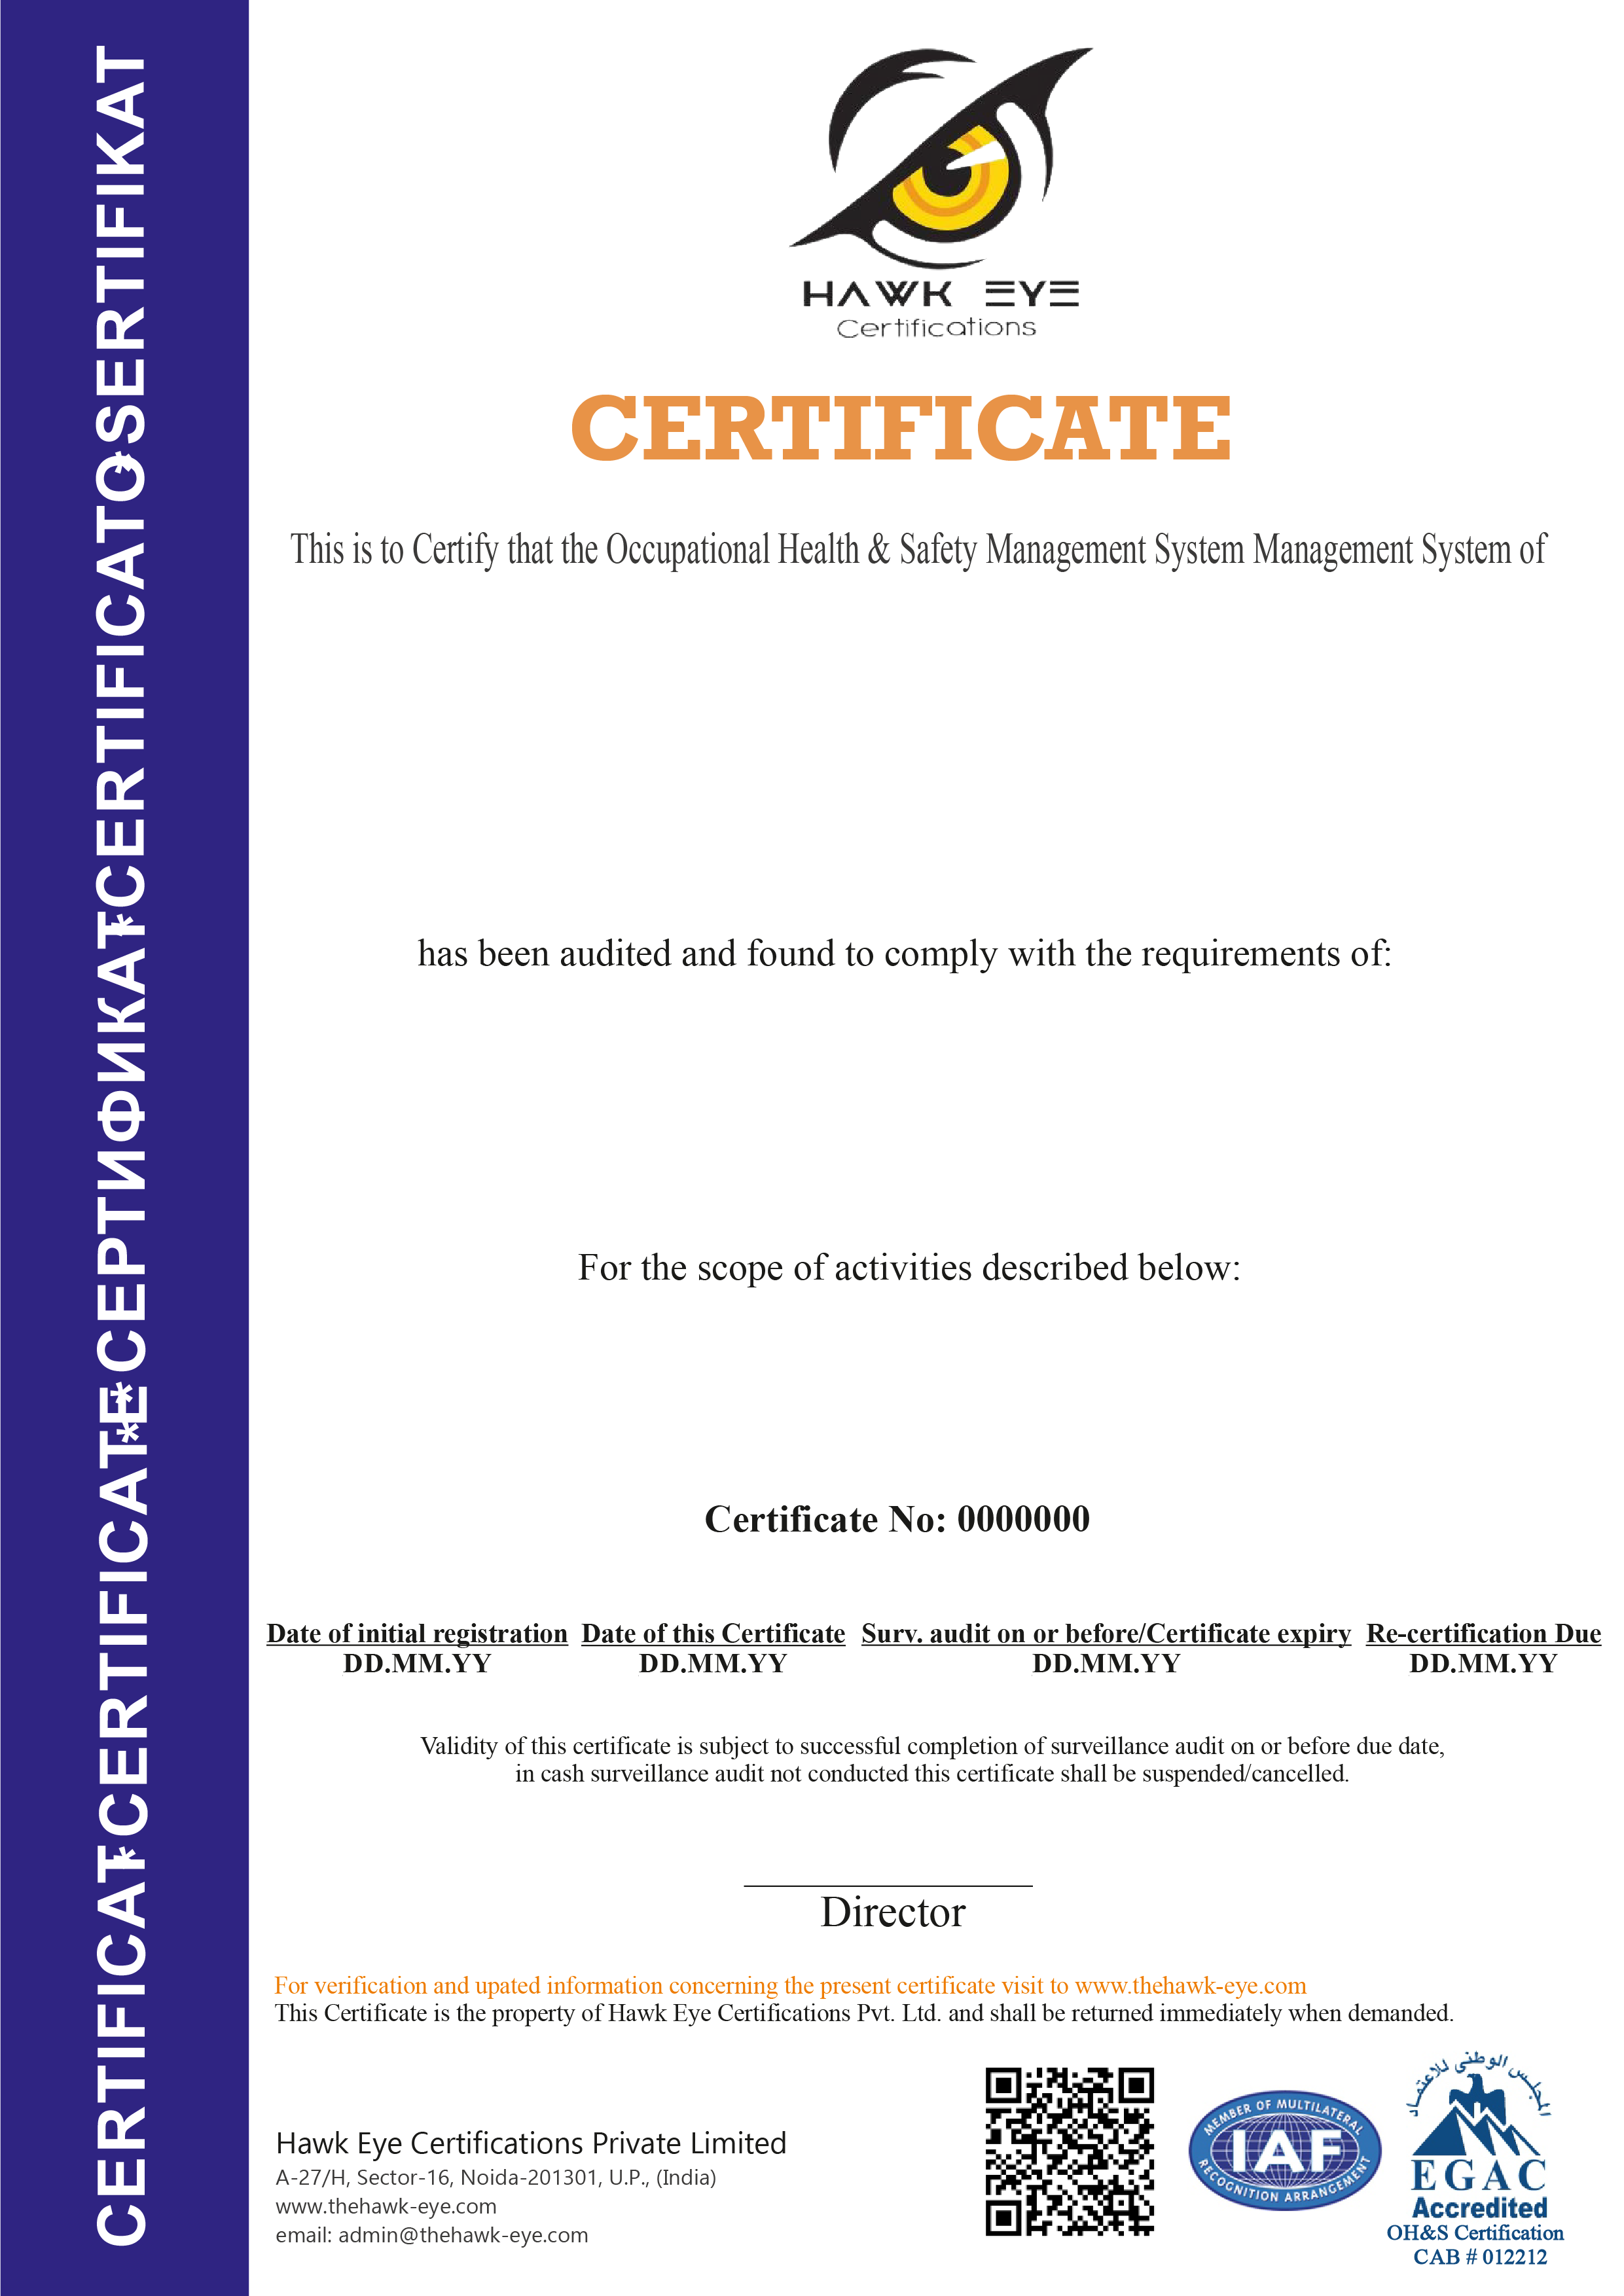 HAWK EYE
Certifications
CERTIFICATE
This is to Certify that the Occupational Health & Safety Management System Management System of
has been audited and found to comply with the requirements of:
For the scope of activities described below:
Certificate No: 0000000
Date of initial registration Date of this Certificate Surv. audit on or before/Certificate expiry Re-certification Due
DD.MM.YY DD.MM.YY DD.MM.YY DD.MM.YY
Validity of this certificate is subject to successful completion of surveillance audit on or before due date,
in cash surveillance audit not conducted this certificate shall be suspended/cancelled.
Director
For verification and upated information concerning the present certificate visit to www.thehawk-eye.com
This Certificate is the property of Hawk Eye Certifications Pvt. Ltd. and shall be returned immediately when demanded.
Hawk Eye Certifications Private Limited
A-27/H, Sector-16, Noida-201301, U.P., (India)
www.thehawk-eye.com
email: admin@thehawk-eye.com
MEMBER OF MULTILATERAL
IAF
RECOGNITION ARRANGEMENT
المجلس الوطنى للاعتماد
EGAC
Accredited
OH&S Certification
CAB # 012212
CERTIFICAT*CERTIFICATE**СЕРТИФИКАТ*CERTIFICATO*SERTIFIKAT